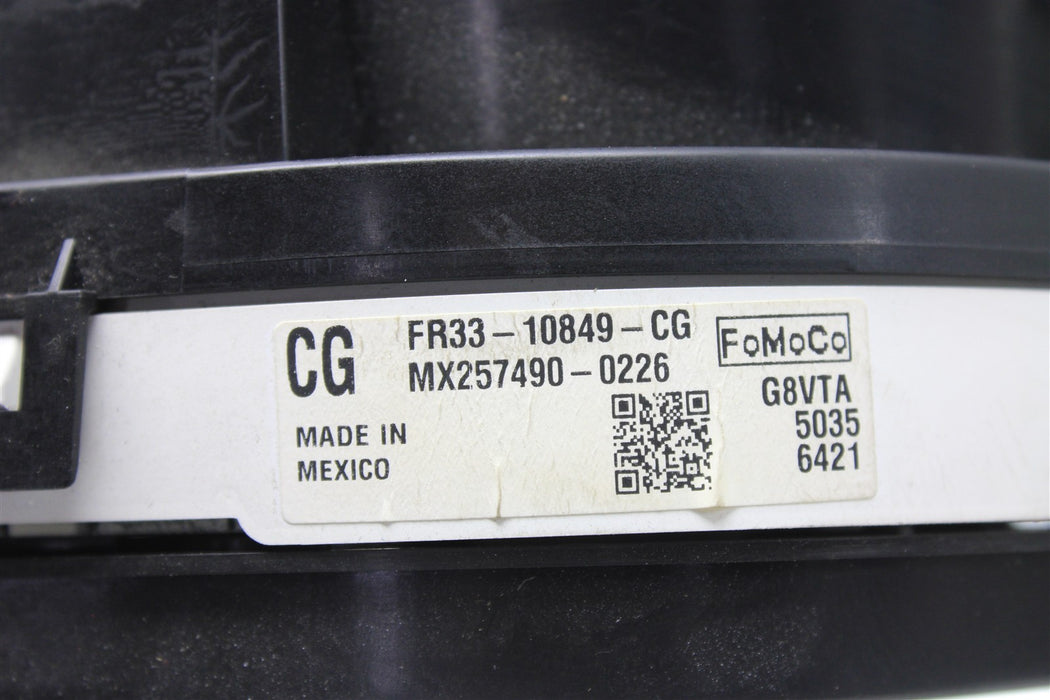 CG
FR33-10849-CG
MX257490-0226
FoMoCo
G8VTA
5035
6421
MADE IN
MEXICO